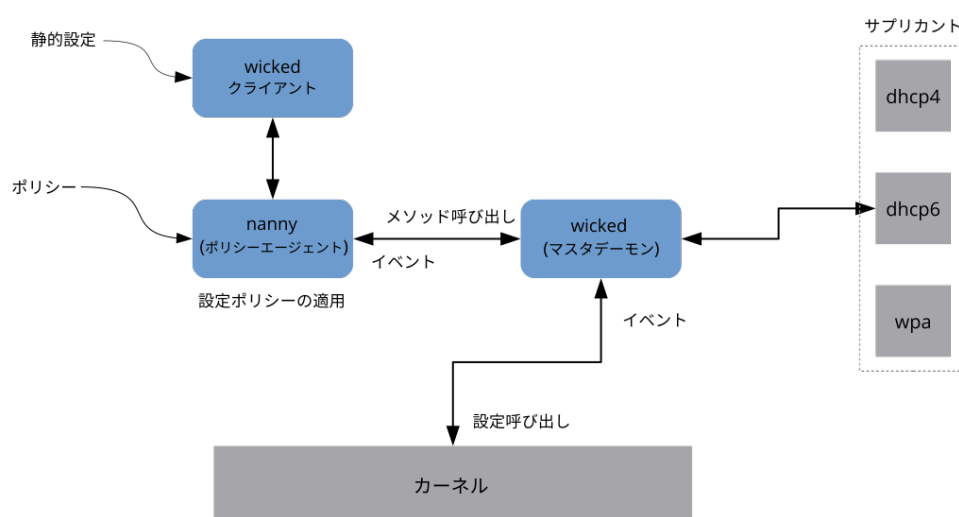 サプリカント
静的設定
wicked
クライアント
dhcp4
ポリシー
nanny
(ポリシーエージェント)
メソッド呼び出し
イベント
wicked
(マスタデーモン)
dhcp6
設定ポリシーの適用
イベント
wpa
設定呼び出し
カーネル